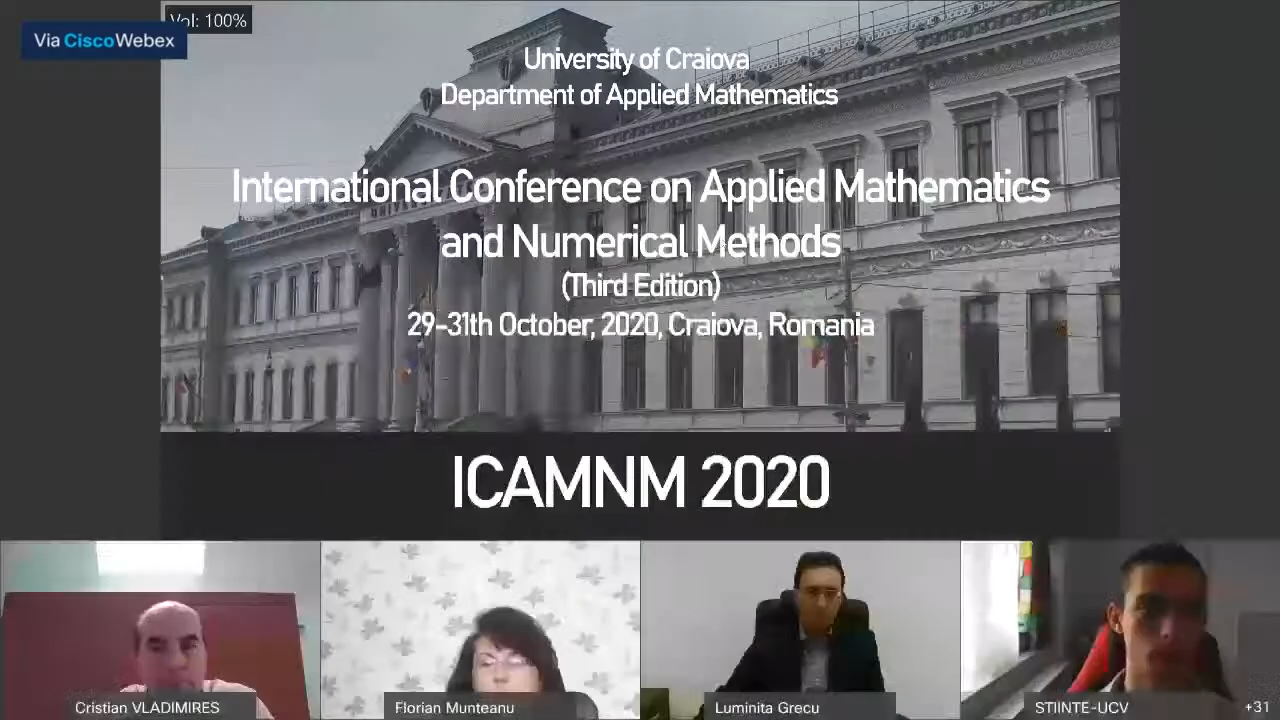 Vol: 100%
Via CiscoWebex
University of Craiova
Department of Applied Mathematics
International Conference on Applied Mathematics
and Numerical Methods
(Third Edition)
29-31th October, 2020, Craiova, Romania
ICAMNM 2020
Cristian VLADIMIRES
Florian Munteanu
Luminita Grecu
STIINTE-UCV
+31